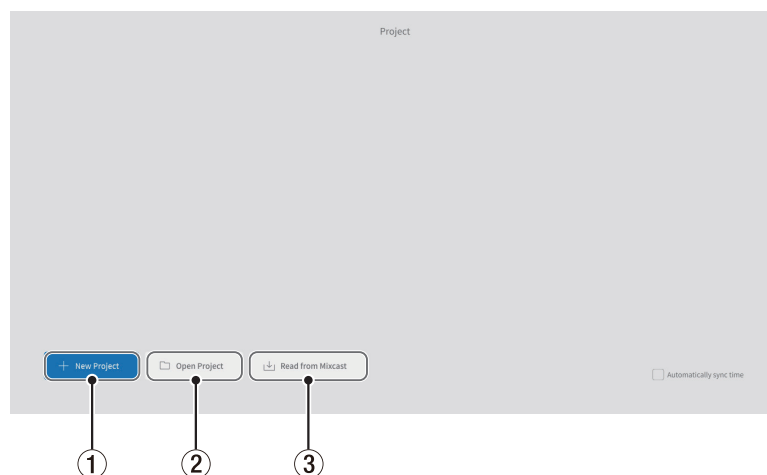 Project
New Project
Open Project
Read from Mixcast
Automatically sync time
1
2
3